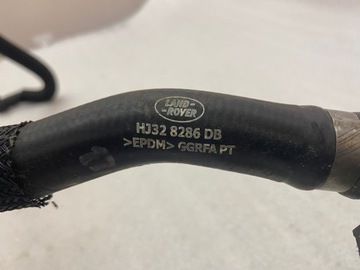 LAND-
ROVER
HJ32 8286 DB
>EPDM> GGRFA PT